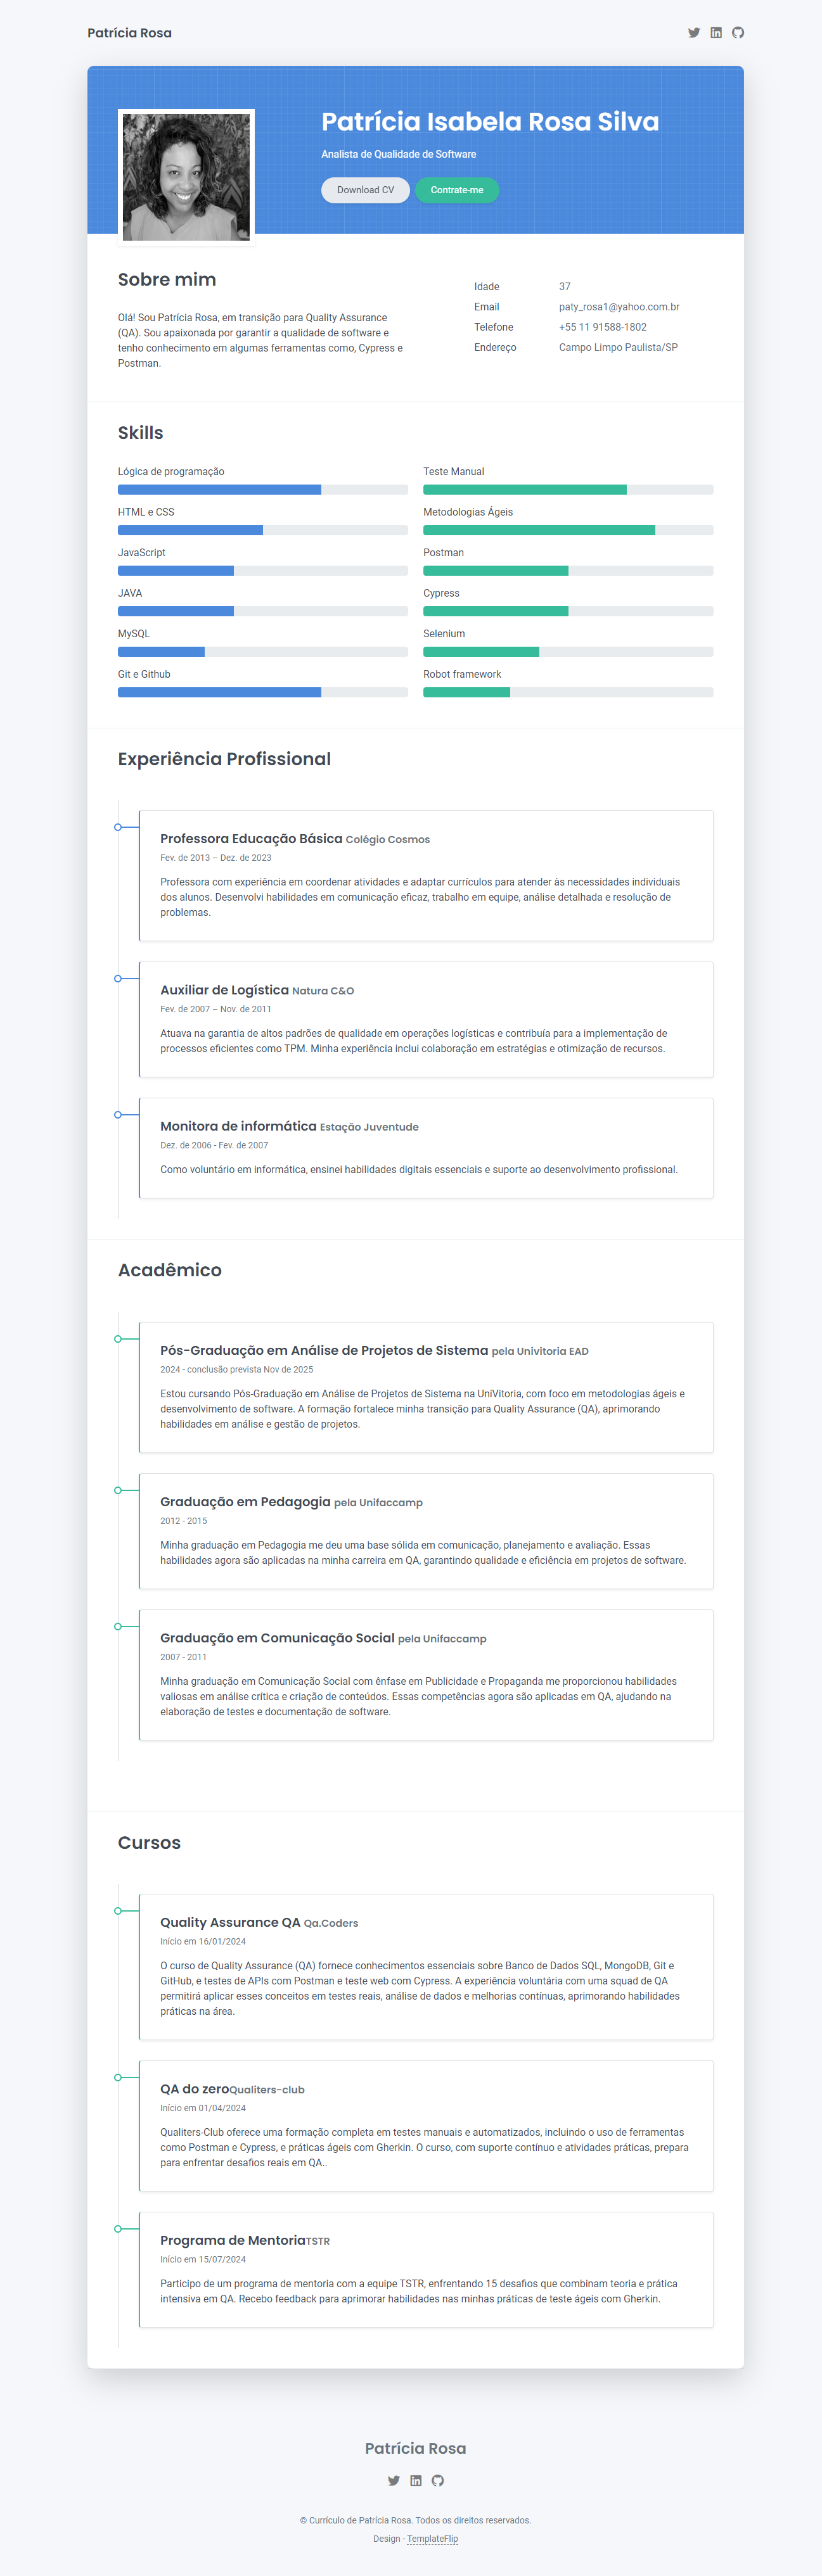 Patrícia Rosa
Patrícia Isabela Rosa Silva
Analista de Qualidade de Software
Download CV
Contrate-me
Sobre mim
Olá! Sou Patrícia Rosa, em transição para Quality Assurance
(QA). Sou apaixonada por garantir a qualidade de software e
tenho conhecimento em algumas ferramentas como, Cypress e
Postman.
Idade 37
Email paty_rosa1@yahoo.com.br
Telefone +55 11 91588-1802
Endereço Campo Limpo Paulista/SP
Skills
Lógica de programação
HTML e CSS
JavaScript
JAVA
MySQL
Git e Github
Teste Manual
Metodologias Ágeis
Postman
Cypress
Selenium
Robot framework
Experiência Profissional
Professora Educação Básica Colégio Cosmos
Fev. de 2013 – Dez. de 2023
Professora com experiência em coordenar atividades e adaptar currículos para atender às necessidades individuais
dos alunos. Desenvolvi habilidades em comunicação eficaz, trabalho em equipe, análise detalhada e resolução de
problemas.
Auxiliar de Logística Natura C&O
Fev. de 2007 – Nov. de 2011
Atuava na garantia de altos padrões de qualidade em operações logísticas e contribuía para a implementação de
processos eficientes como TPM. Minha experiência inclui colaboração em estratégias e otimização de recursos.
Monitora de informática Estação Juventude
Dez. de 2006 - Fev. de 2007
Como voluntário em informática, ensinei habilidades digitais essenciais e suporte ao desenvolvimento profissional.
Acadêmico
Pós-Graduação em Análise de Projetos de Sistema pela Univitoria EAD
2024 - conclusão prevista Nov de 2025
Estou cursando Pós-Graduação em Análise de Projetos de Sistema na UniVitoria, com foco em metodologias ágeis e
desenvolvimento de software. A formação fortalece minha transição para Quality Assurance (QA), aprimorando
habilidades em análise e gestão de projetos.
Graduação em Pedagogia pela Unifaccamp
2012 - 2015
Minha graduação em Pedagogia me deu uma base sólida em comunicação, planejamento e avaliação. Essas
habilidades agora são aplicadas na minha carreira em QA, garantindo qualidade e eficiência em projetos de software.
Graduação em Comunicação Social pela Unifaccamp
2007 - 2011
Minha graduação em Comunicação Social com ênfase em Publicidade e Propaganda me proporcionou habilidades
valiosas em análise crítica e criação de conteúdos. Essas competências agora são aplicadas em QA, ajudando na
elaboração de testes e documentação de software.
Cursos
Quality Assurance QA Qa.Coders
Início em 16/01/2024
O curso de Quality Assurance (QA) fornece conhecimentos essenciais sobre Banco de Dados SQL, MongoDB, Git e
GitHub, e testes de APIs com Postman e teste web com Cypress. A experiência voluntária com uma squad de QA
permitirá aplicar esses conceitos em testes reais, análise de dados e melhorias contínuas, aprimorando habilidades
práticas na área.
QA do zeroQualiters-club
Início em 01/04/2024
Qualiters-Club oferece uma formação completa em testes manuais e automatizados, incluindo o uso de ferramentas
como Postman e Cypress, e práticas ágeis com Gherkin. O curso, com suporte contínuo e atividades práticas, prepara
para enfrentar desafios reais em QA..
Programa de MentoriaTSTR
Início em 15/07/2024
Participo de um programa de mentoria com a equipe TSTR, enfrentando 15 desafios que combinam teoria e prática
intensiva em QA. Recebo feedback para aprimorar habilidades nas minhas práticas de teste ágeis com Gherkin.
Patrícia Rosa
© Currículo de Patrícia Rosa. Todos os direitos reservados.
Design - TemplateFlip